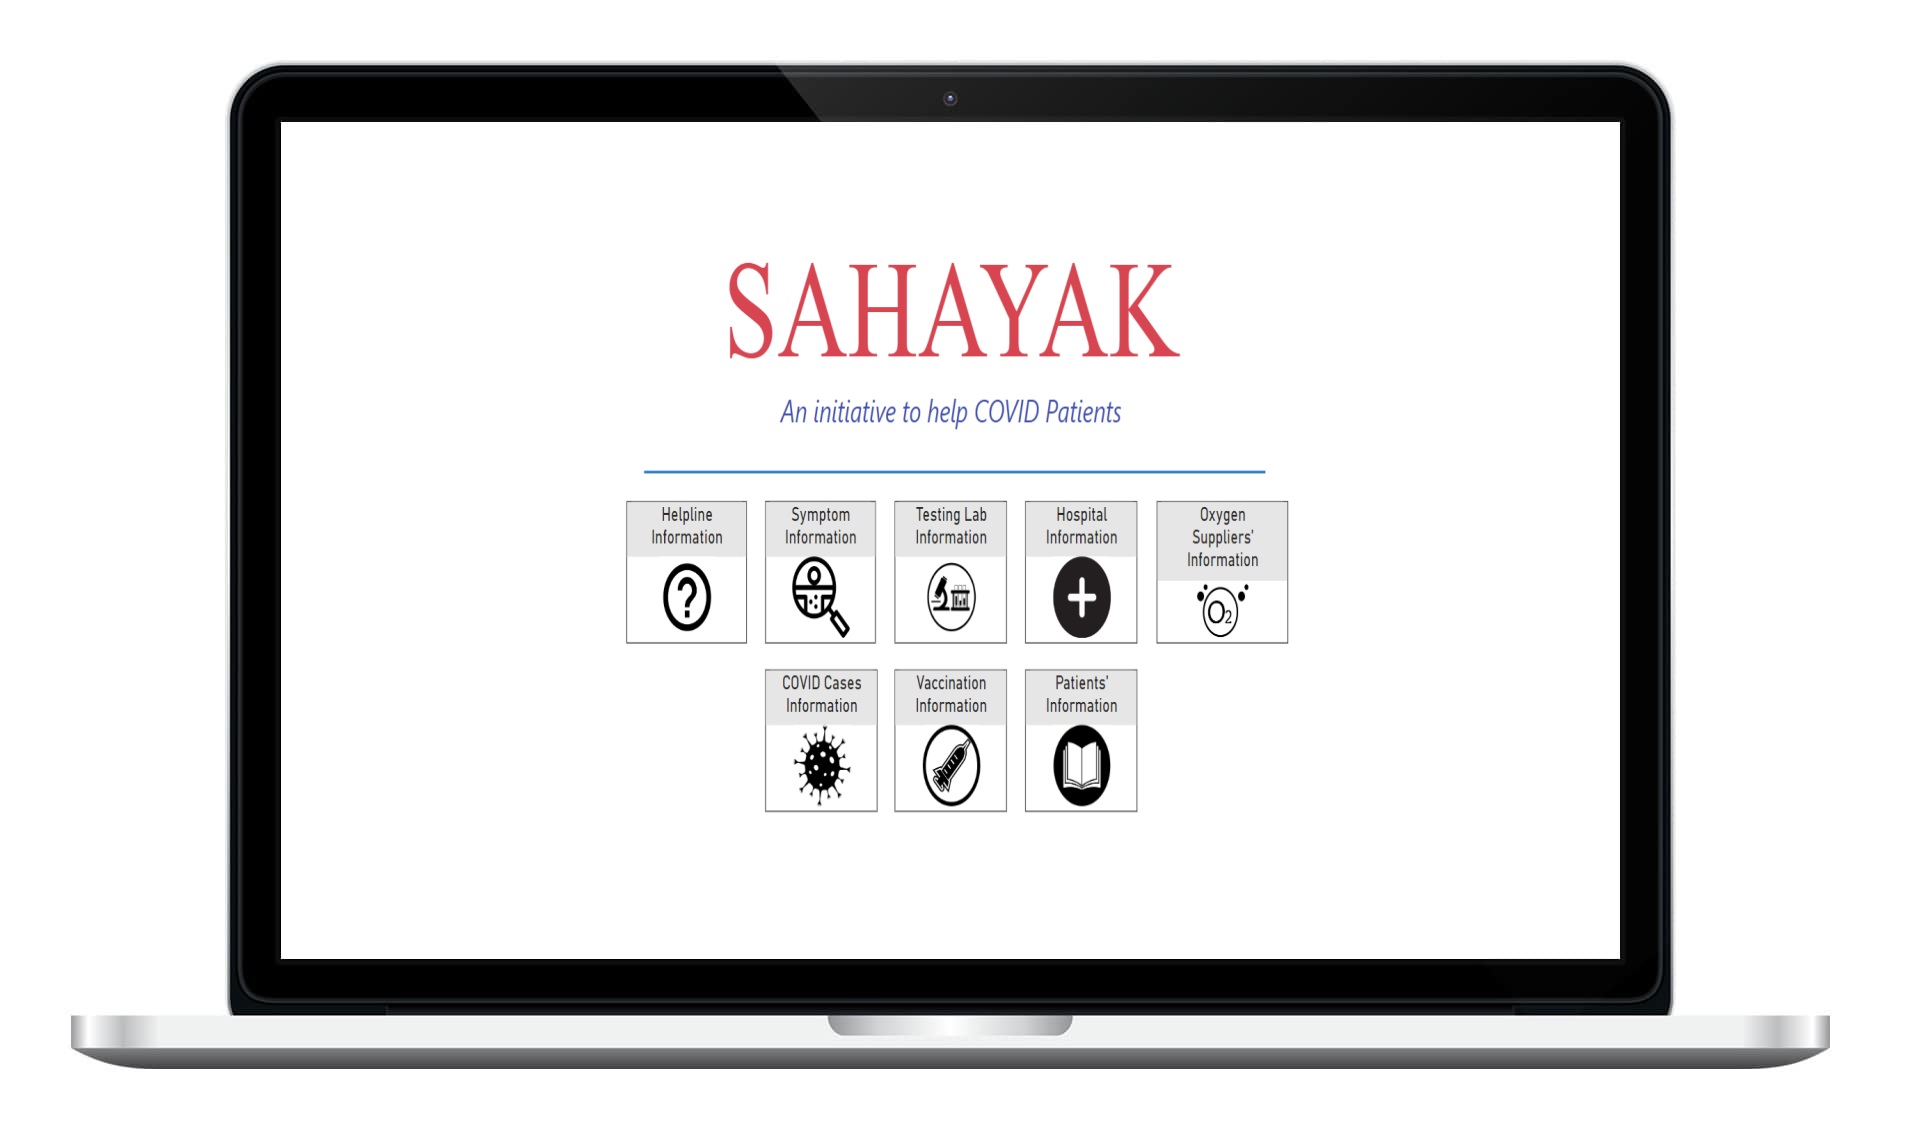 SAHAYAK
An initiative to help COVID Patients
Helpline
Information
?
Symptom
Information
Testing Lab
Information
Hospital
Information
Oxygen
Suppliers'
Information
O2
COVID Cases
Information
Vaccination
Information
Patients'
Information